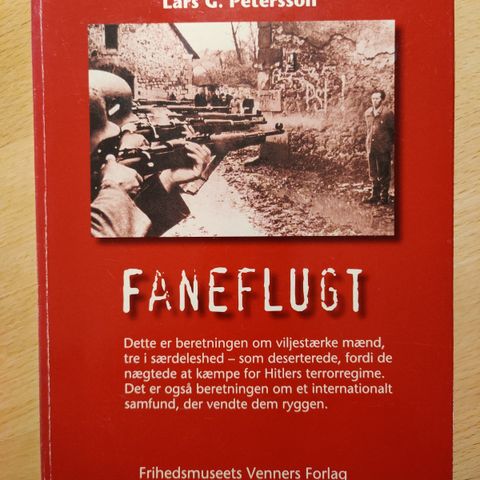 Lars G. Petersson
FANEFLUGT
Dette er beretningen om viljestærke mænd,
tre i særdeleshed – som deserterede, fordi de
nægtede at kæmpe for Hitlers terrorregime.
Det er også beretningen om et internationalt
samfund, der vendte dem ryggen.
Frihedsmuseets Venners Forlag